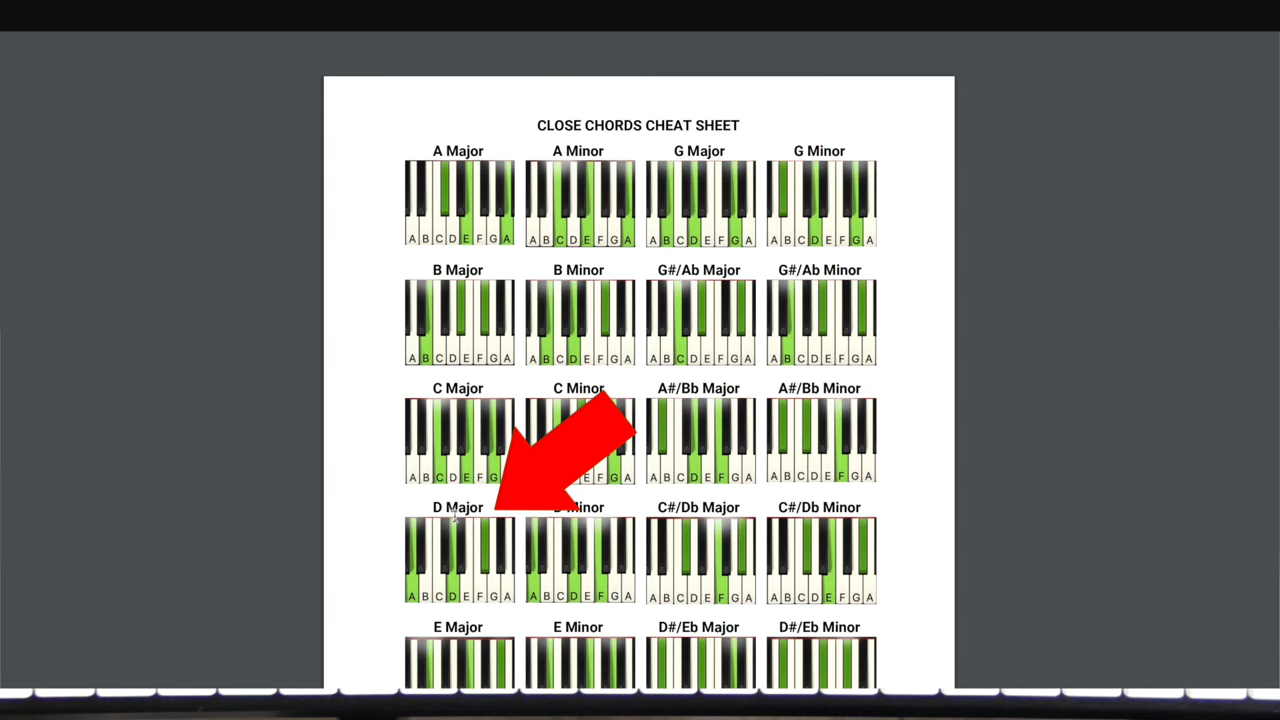 CLOSE CHORDS CHEAT SHEET
A Major A Minor G Major G Minor
A B C D E F G A A B C D E F G A A B C D E F G A A B C D E F G A
B Major B Minor G#/Ab Major G#/Ab Minor
A B C D E F G A A B C D E F G A A B C D E F G A A B C D E F G A
C Major C Minor A#/Bb Major A#/Bb Minor
A B C D E F G A E F G A A B C D E F G A A B C D E F G A
D Major D Minor C#/Db Major C#/Db Minor
A B C D E F G A A B C D E F G A A B C D E F G A A B C D E F G A
E Major E Minor D#/Eb Major D#/Eb Minor